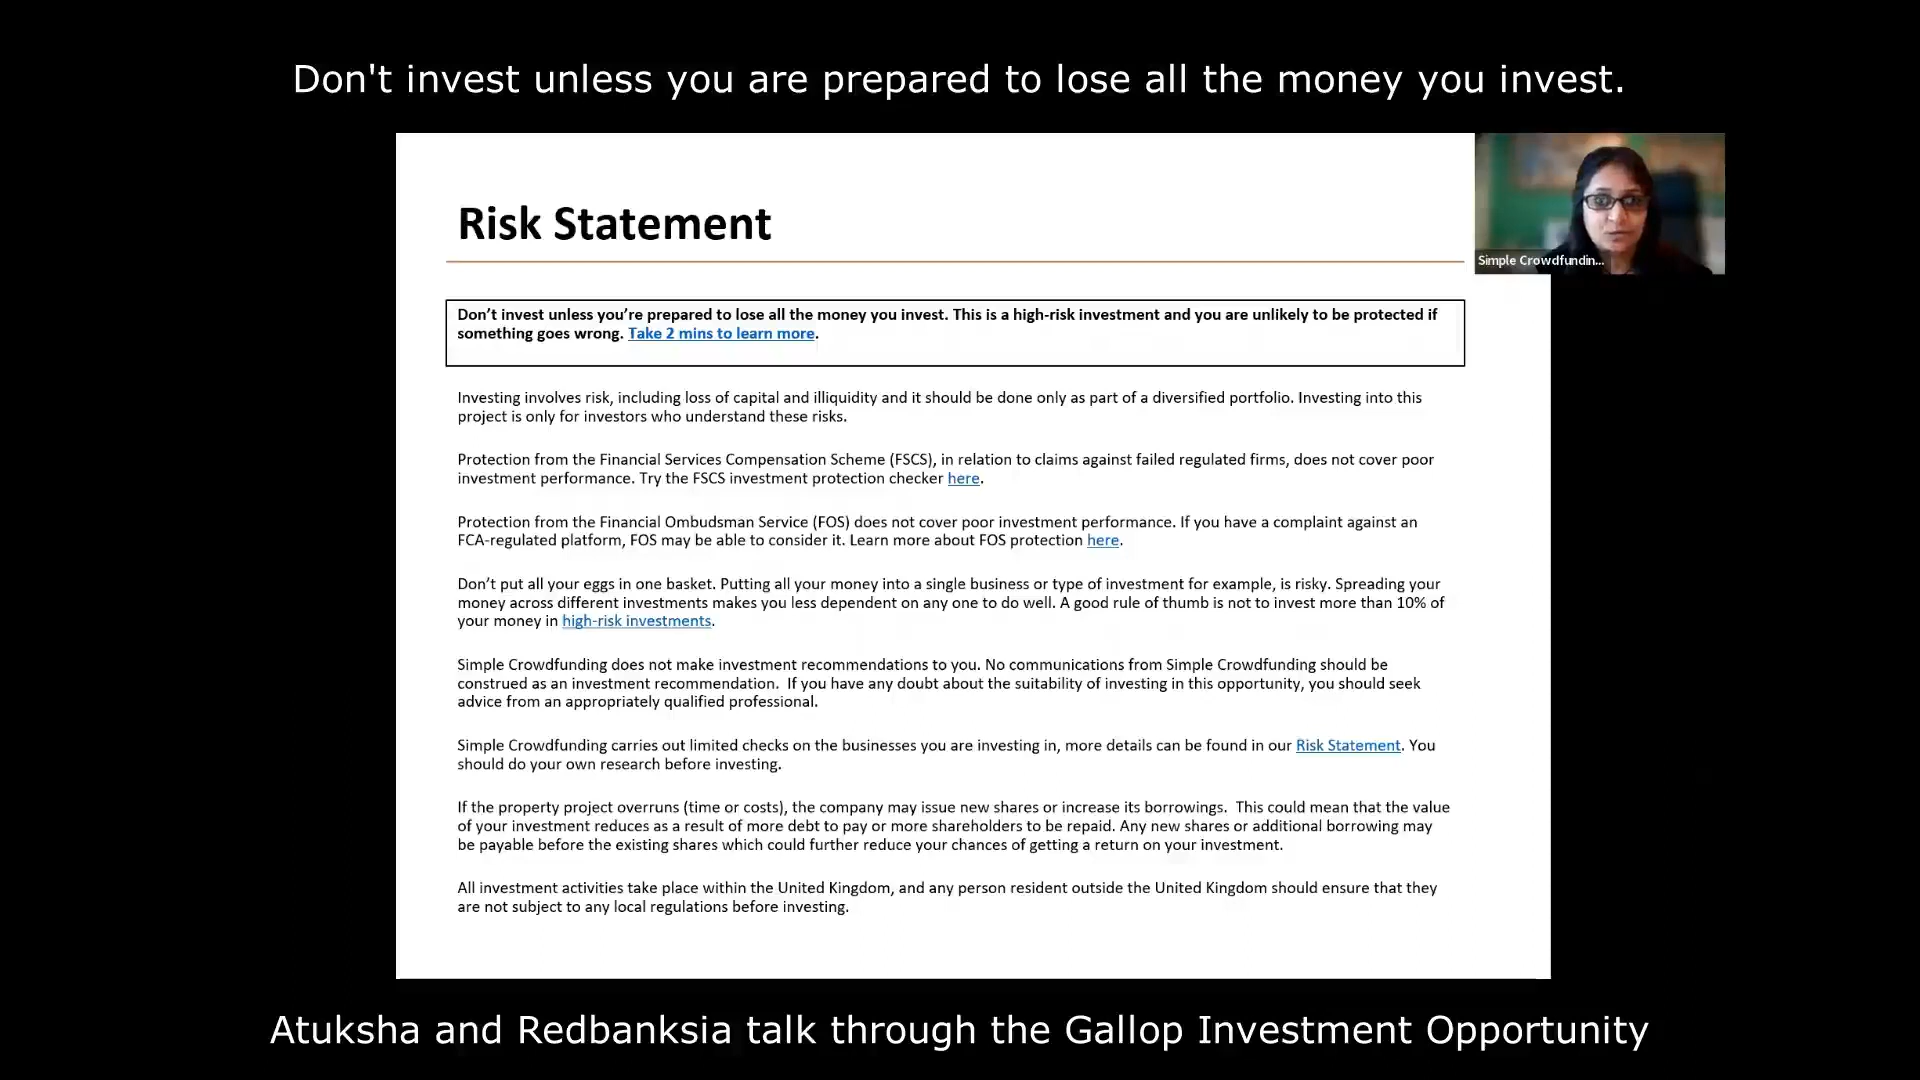 Don't invest unless you are prepared to lose all the money you invest.
Risk Statement
Simple Crowdfundin...
Don’t invest unless you’re prepared to lose all the money you invest. This is a high-risk investment and you are unlikely to be protected if
something goes wrong. Take 2 mins to learn more.
Investing involves risk, including loss of capital and illiquidity and it should be done only as part of a diversified portfolio. Investing into this
project is only for investors who understand these risks.
Protection from the Financial Services Compensation Scheme (FSCS), in relation to claims against failed regulated firms, does not cover poor
investment performance. Try the FSCS investment protection checker here.
Protection from the Financial Ombudsman Service (FOS) does not cover poor investment performance. If you have a complaint against an
FCA-regulated platform, FOS may be able to consider it. Learn more about FOS protection here.
Don’t put all your eggs in one basket. Putting all your money into a single business or type of investment for example, is risky. Spreading your
money across different investments makes you less dependent on any one to do well. A good rule of thumb is not to invest more than 10% of
your money in high-risk investments.
Simple Crowdfunding does not make investment recommendations to you. No communications from Simple Crowdfunding should be
construed as an investment recommendation.  If you have any doubt about the suitability of investing in this opportunity, you should seek
advice from an appropriately qualified professional.
Simple Crowdfunding carries out limited checks on the businesses you are investing in, more details can be found in our Risk Statement. You
should do your own research before investing.
If the property project overruns (time or costs), the company may issue new shares or increase its borrowings.  This could mean that the value
of your investment reduces as a result of more debt to pay or more shareholders to be repaid. Any new shares or additional borrowing may
be payable before the existing shares which could further reduce your chances of getting a return on your investment.
All investment activities take place within the United Kingdom, and any person resident outside the United Kingdom should ensure that they
are not subject to any local regulations before investing.
Atuksha and Redbanksia talk through the Gallop Investment Opportunity